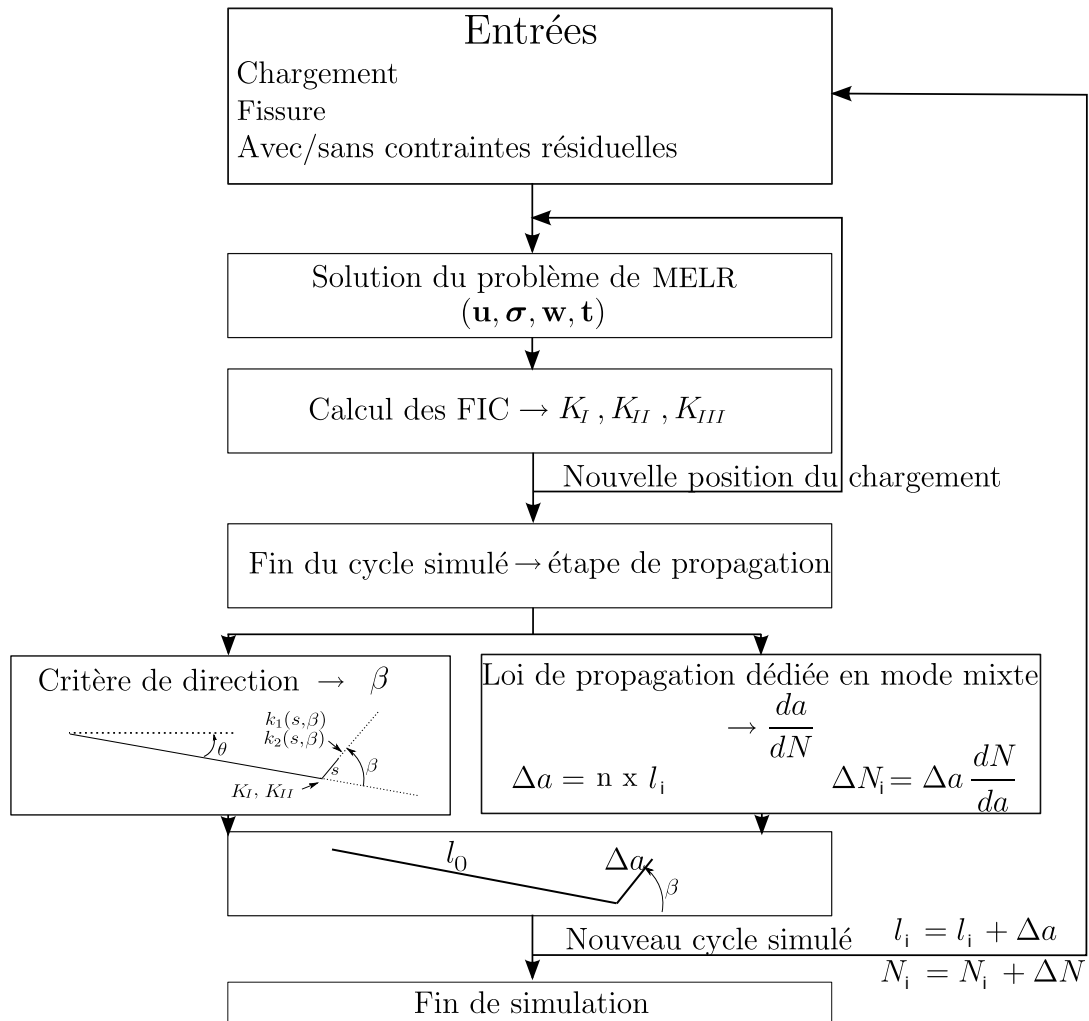 Entrées
Chargement
Fissure
Avec/sans contraintes résiduelles
Solution du problème de MELR
(u, σ, w, t)
Calcul des FIC → K_I , K_II , K_III
Nouvelle position du chargement
Fin du cycle simulé → étape de propagation
Critère de direction → β
k₁(s,β)
k₂(s,β)
θ
s
β
K_I, K_II
Loi de propagation dédiée en mode mixte
→ da/dN
Δa = n x l_i
ΔN_i = Δa dN/da
l₀
Δa
β
Nouveau cycle simulé
l_i = l_i + Δa
N_i = N_i + ΔN
Fin de simulation